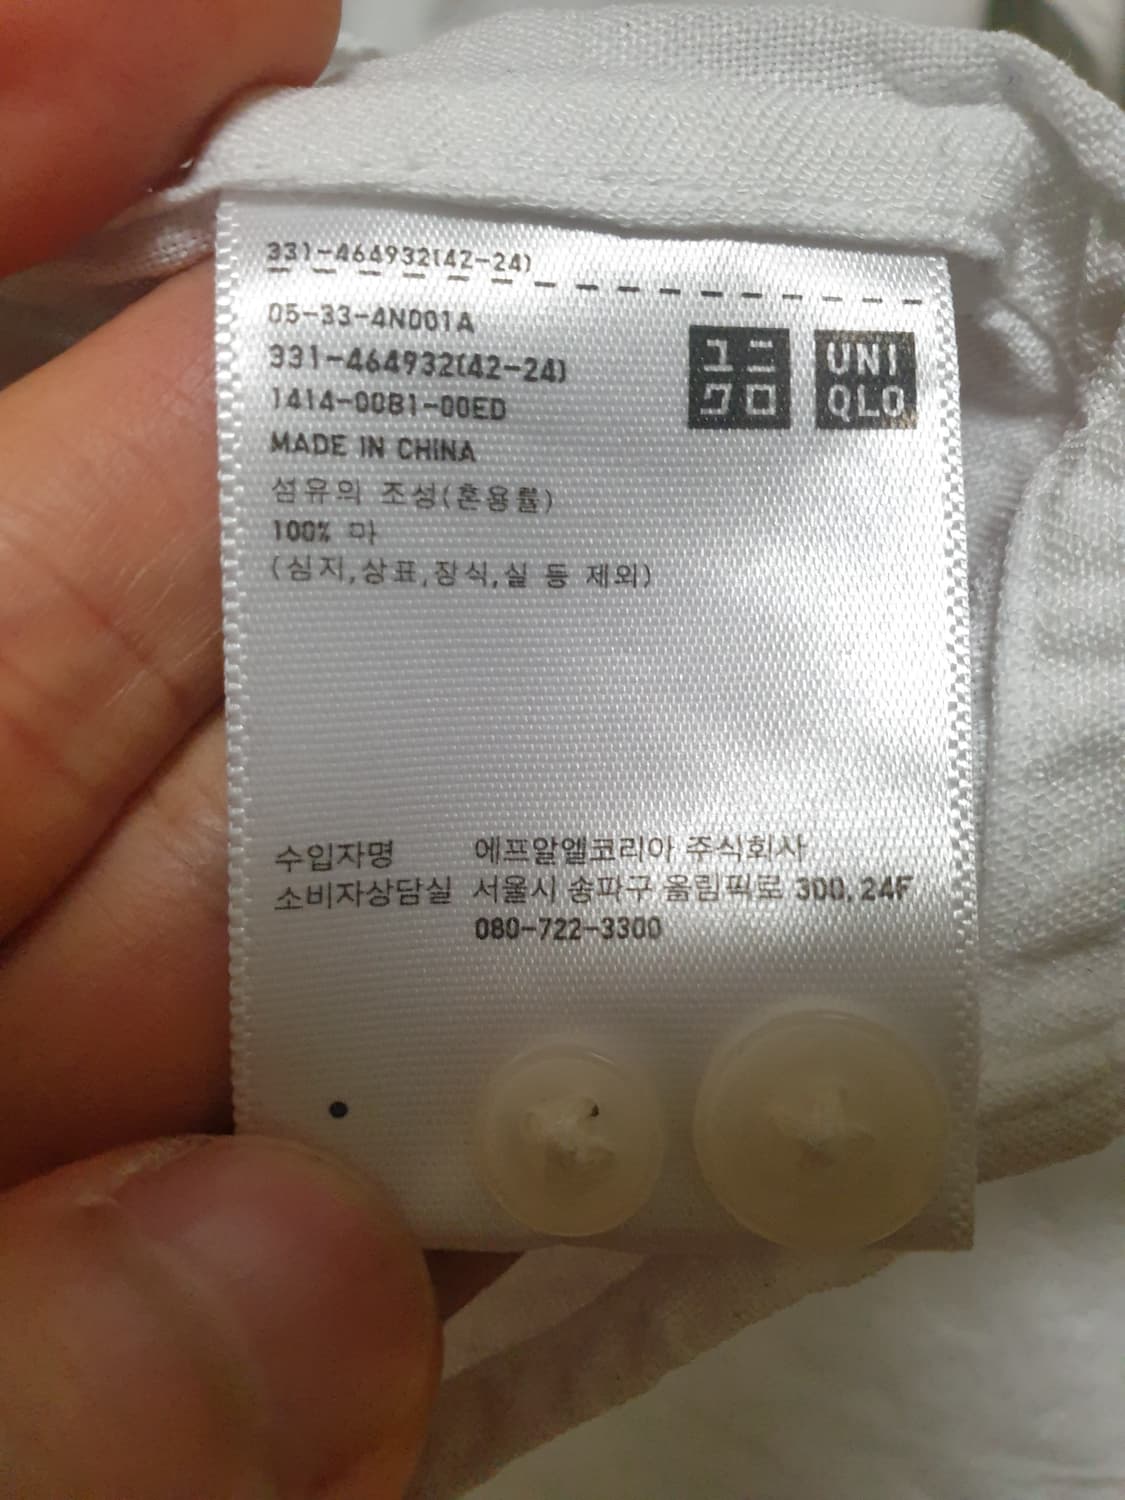 331-464932(42-24)
05-33-4N001A
331-464932(42-24)
1414-00B1-00ED
MADE IN CHINA
ユニ
クロ
UNI
QLO
섬유의 조성(혼용률)
100% 마
(심지,상표,장식,실 등 제외)
수입자명 에프알엘코리아 주식회사
소비자상담실 서울시 송파구 올림픽로 300, 24F
080-722-3300